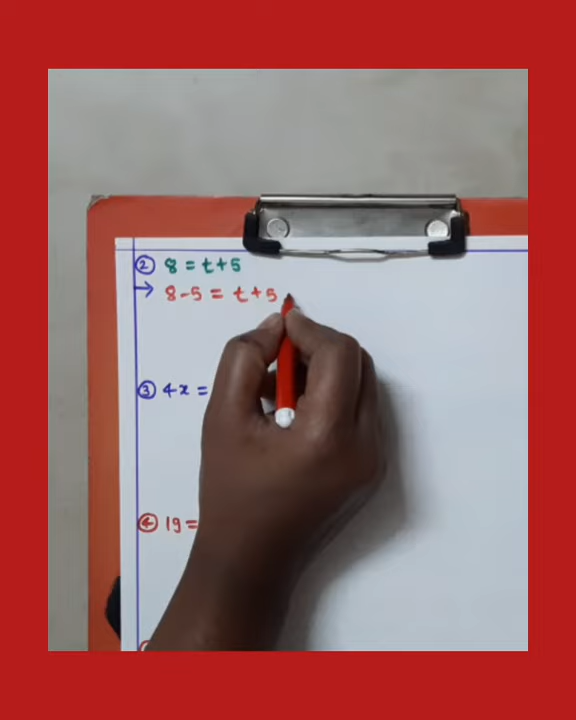 ② 8 = t+5
→ 8-5 = t+5
③ 4x =
④ 19=